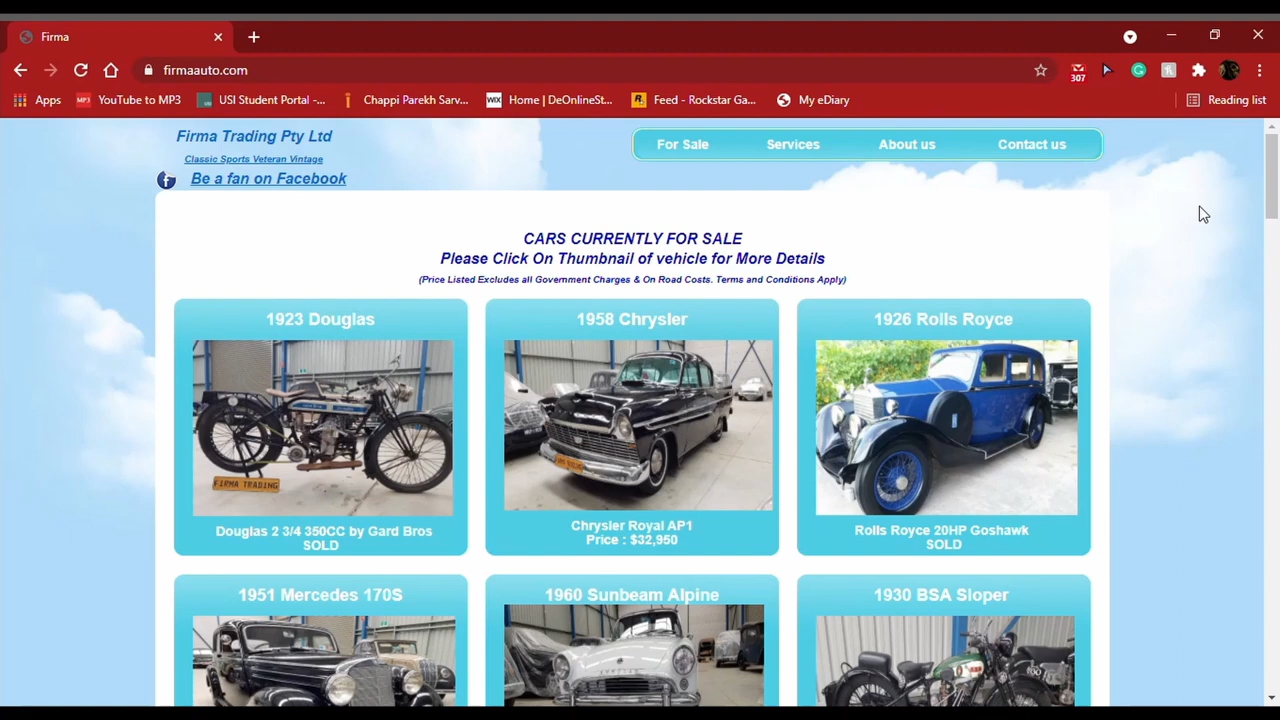 Firma
firmaauto.com
307
Apps
YouTube to MP3
USI Student Portal -...
Chappi Parekh Sarv...
WIX
Home | DeOnlineSt...
Feed - Rockstar Ga...
My eDiary
Reading list
Firma Trading Pty Ltd
Classic Sports Veteran Vintage
Be a fan on Facebook
For Sale
Services
About us
Contact us
CARS CURRENTLY FOR SALE
Please Click On Thumbnail of vehicle for More Details
(Price Listed Excludes all Government Charges & On Road Costs. Terms and Conditions Apply)
1923 Douglas
1958 Chrysler
1926 Rolls Royce
FIRMA TRADING
Douglas 2 3/4 350CC by Gard Bros
SOLD
Chrysler Royal AP1
Price : $32,950
Rolls Royce 20HP Goshawk
SOLD
1951 Mercedes 170S
1960 Sunbeam Alpine
1930 BSA Sloper